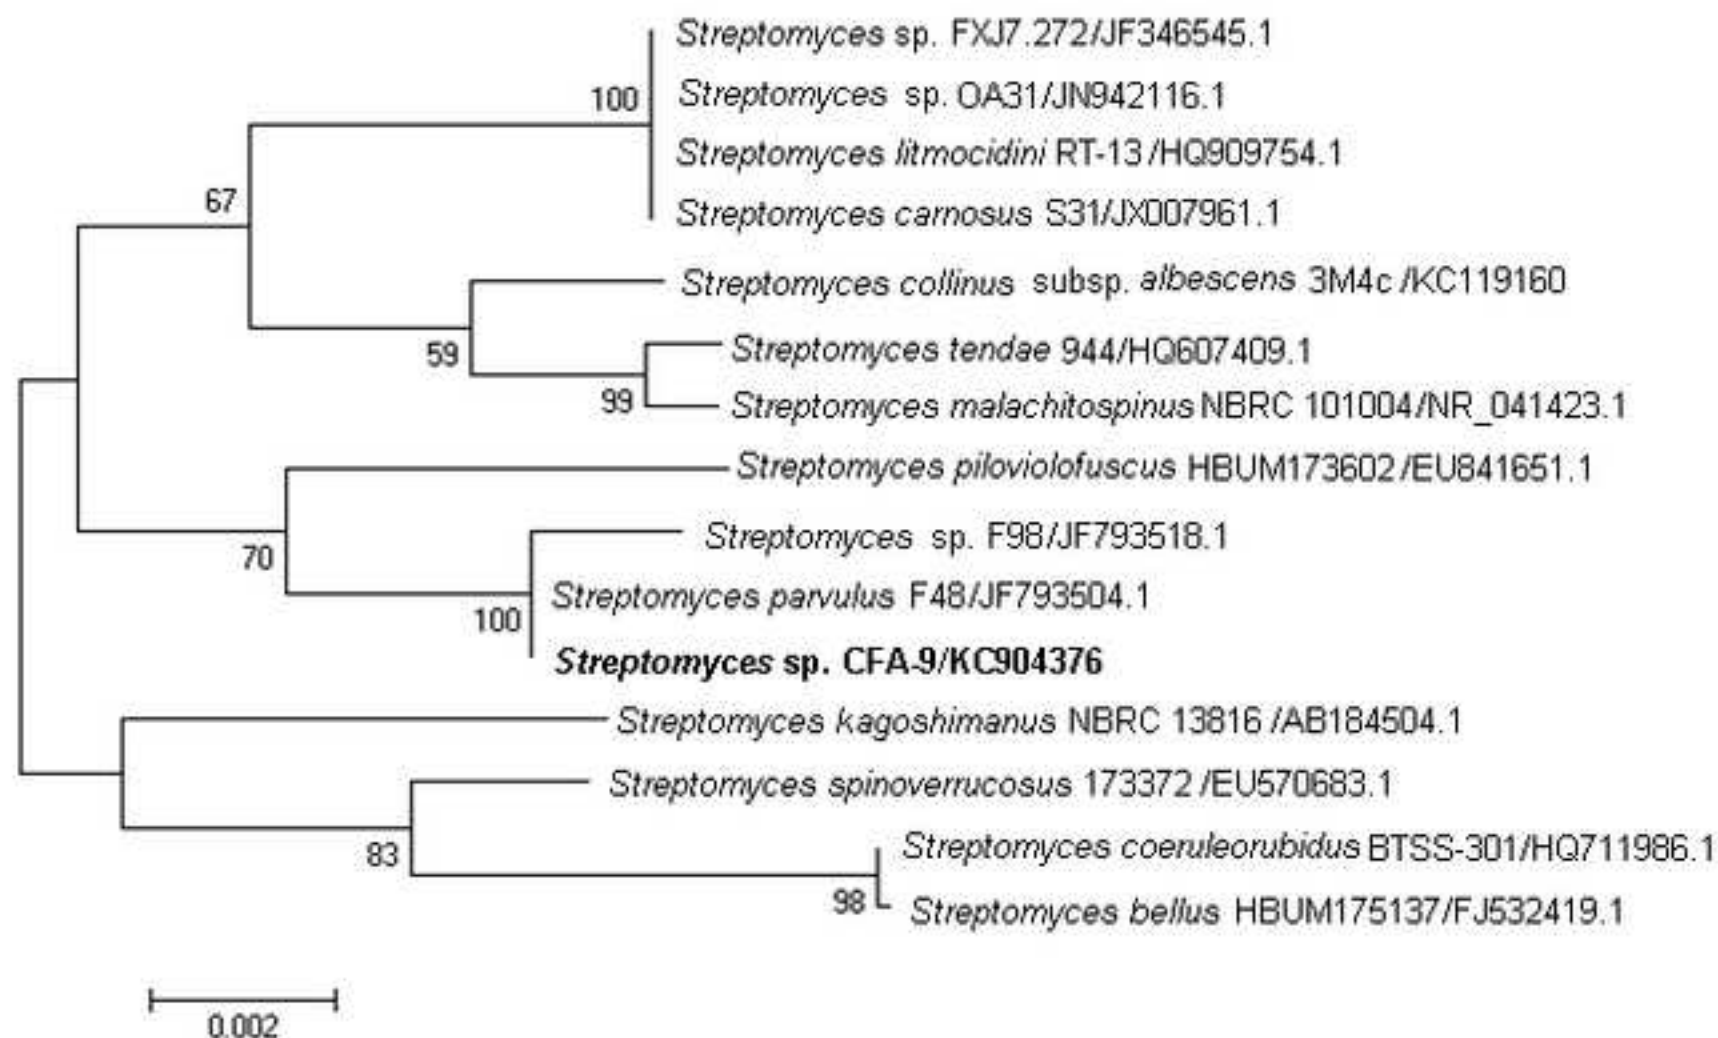 Streptomyces sp. FXJ7.272/JF346545.1
100
Streptomyces sp. OA31/JN942116.1
Streptomyces litmocidini RT-13/HQ909754.1
67
Streptomyces carnosus S31/JX007961.1
Streptomyces collinus subsp. albescens 3M4c/KC119160
59
Streptomyces tendae 944/HQ607409.1
99
Streptomyces malachitospinus NBRC 101004/NR_041423.1
Streptomyces piloviolofuscus HBUM173602/EU841651.1
70
Streptomyces sp. F98/JF793518.1
Streptomyces parvulus F48/JF793504.1
100
Streptomyces sp. CFA-9/KC904376
Streptomyces kagoshimanus NBRC 13816/AB184504.1
Streptomyces spinoverrucosus 173372/EU570683.1
83
Streptomyces coeruleorubidus BTSS-301/HQ711986.1
98
Streptomyces bellus HBUM175137/FJ532419.1
0.002